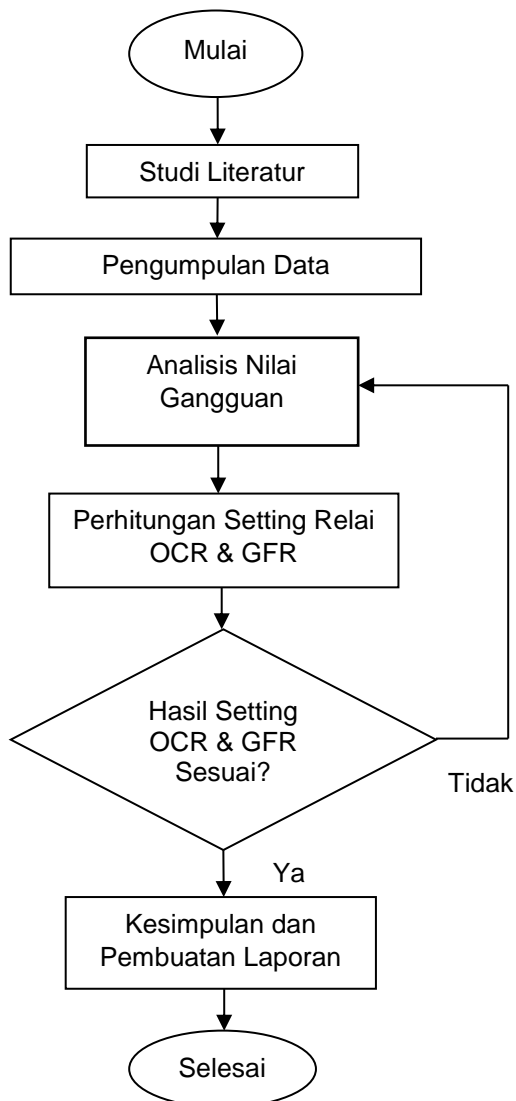 Mulai
Studi Literatur
Pengumpulan Data
Analisis Nilai
Gangguan
Perhitungan Setting Relai
OCR & GFR
Hasil Setting
OCR & GFR
Sesuai?
Tidak
Ya
Kesimpulan dan
Pembuatan Laporan
Selesai